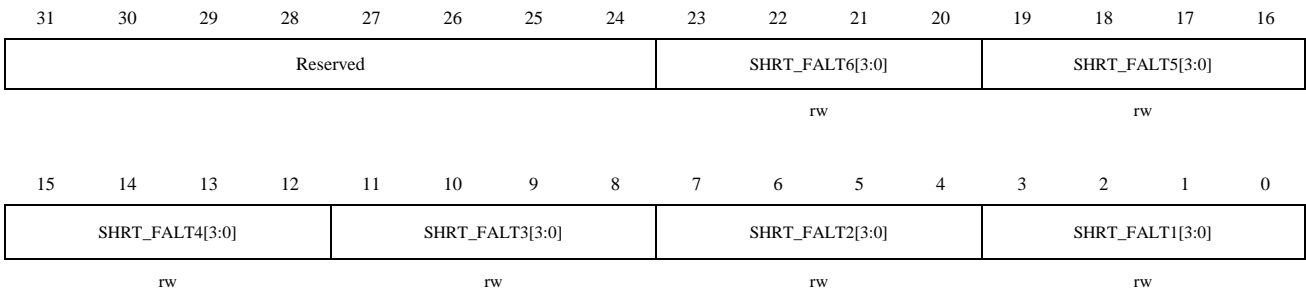 31 30 29 28 27 26 25 24 23 22 21 20 19 18 17 16
Reserved SHRT_FALT6[3:0] SHRT_FALT5[3:0]
rw rw
15 14 13 12 11 10 9 8 7 6 5 4 3 2 1 0
SHRT_FALT4[3:0] SHRT_FALT3[3:0] SHRT_FALT2[3:0] SHRT_FALT1[3:0]
rw rw rw rw